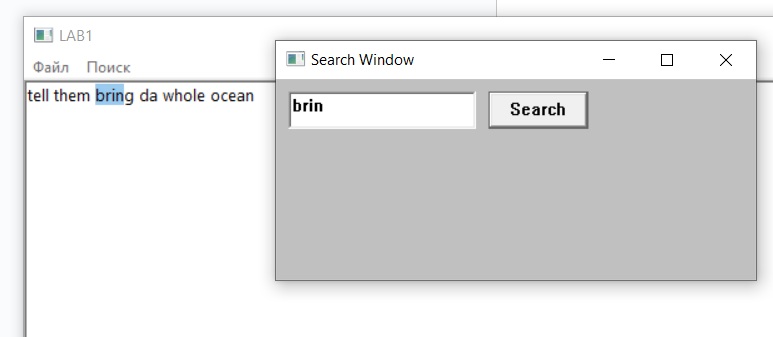 LAB1
Файл Поиск
tell them bring da whole ocean
Search Window
brin
Search